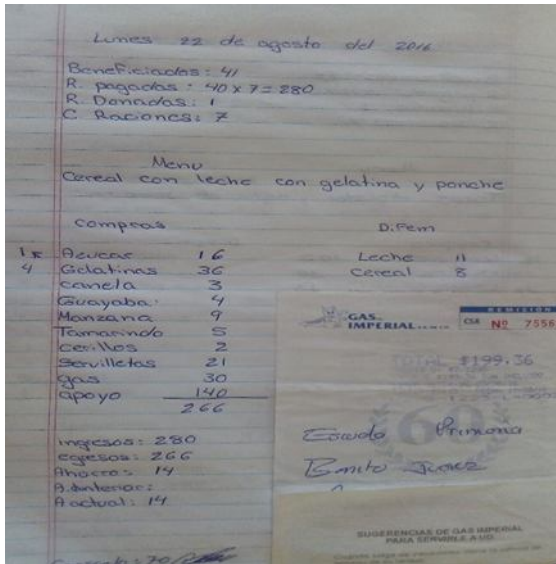 Lunes 22 de agosto del 2016
Beneficiados: 41
R. pagadas: 40 x 7 = 280
R. Donadas: 1
C. Raciones: 7
Menu
Cereal con leche con gelatina y ponche
compras
Azucar 16
4 Gelatinas 36
canela 3
Guayaba: 4
Manzana 9
Tamarindo 5
cerillos 2
Servilletas 21
gas 30
apoyo 140
266
ingresos: 280
egresos: 266
Ahorro: 14
A. anterior:
A actual: 14
D:Fem
Leche 11
Cereal 8
GAS IMPERIAL
REMISION
CSA Nº 7556
TOTAL $199.36
60
Escuela Primaria
Benito Juarez
SUGERENCIAS DE GAS IMPERIAL
PARA SERVIRLE A UD.